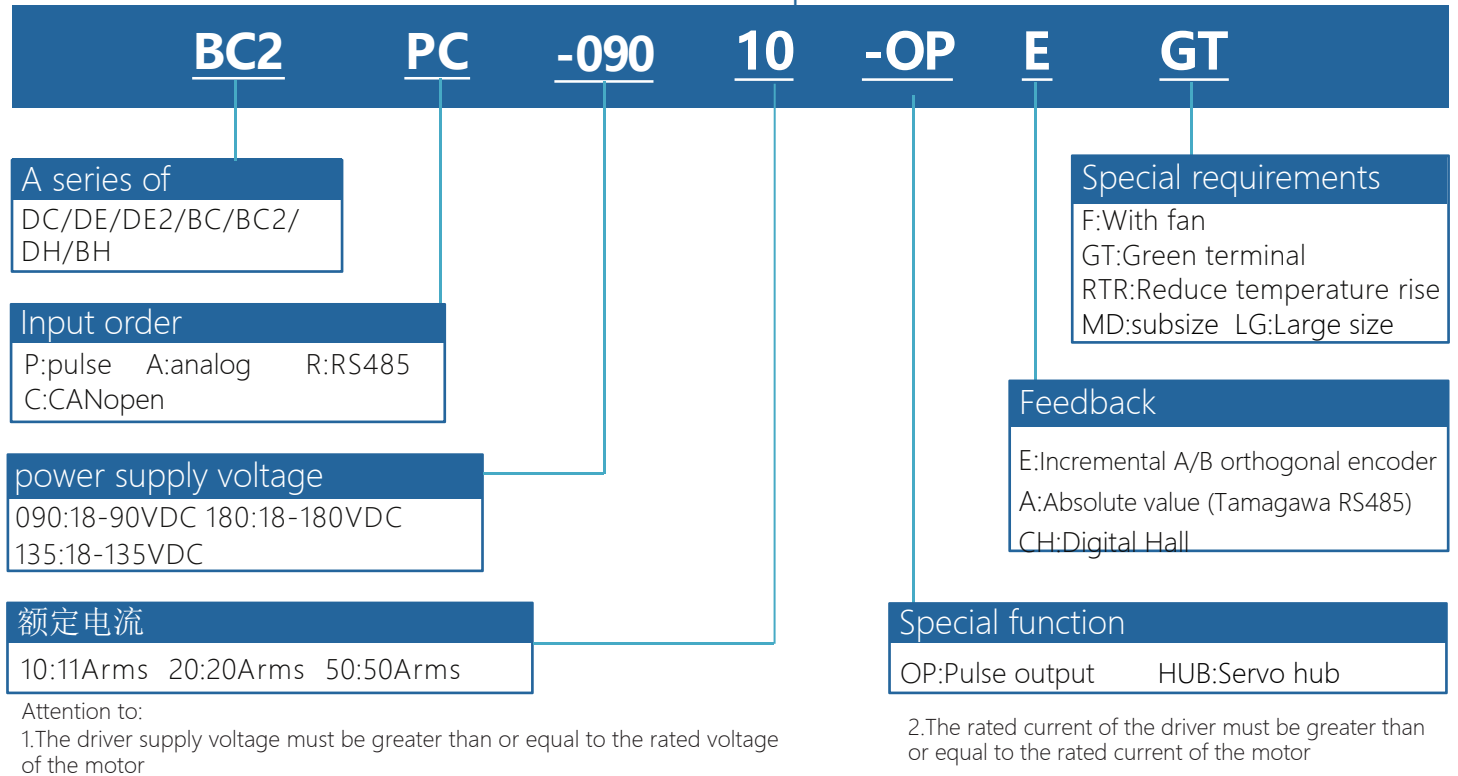 BC2 PC -090 10 -OP E GT
A series of
DC/DE/DE2/BC/BC2/
DH/BH
Input order
P:pulse A:analog R:RS485
C:CANopen
power supply voltage
090:18-90VDC 180:18-180VDC
135:18-135VDC
额定电流
10:11Arms 20:20Arms 50:50Arms
Attention to:
1.The driver supply voltage must be greater than or equal to the rated voltage
of the motor
Special requirements
F:With fan
GT:Green terminal
RTR:Reduce temperature rise
MD:subsize LG:Large size
Feedback
E:Incremental A/B orthogonal encoder
A:Absolute value (Tamagawa RS485)
CH:Digital Hall
Special function
OP:Pulse output HUB:Servo hub
2.The rated current of the driver must be greater than
or equal to the rated current of the motor